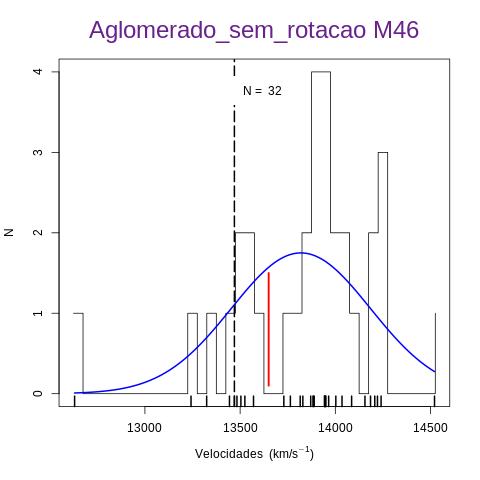 Aglomerado_sem_rotacao M46
N = 32
N
4
3
2
1
0
13000 13500 14000 14500
Velocidades (km/s⁻¹)